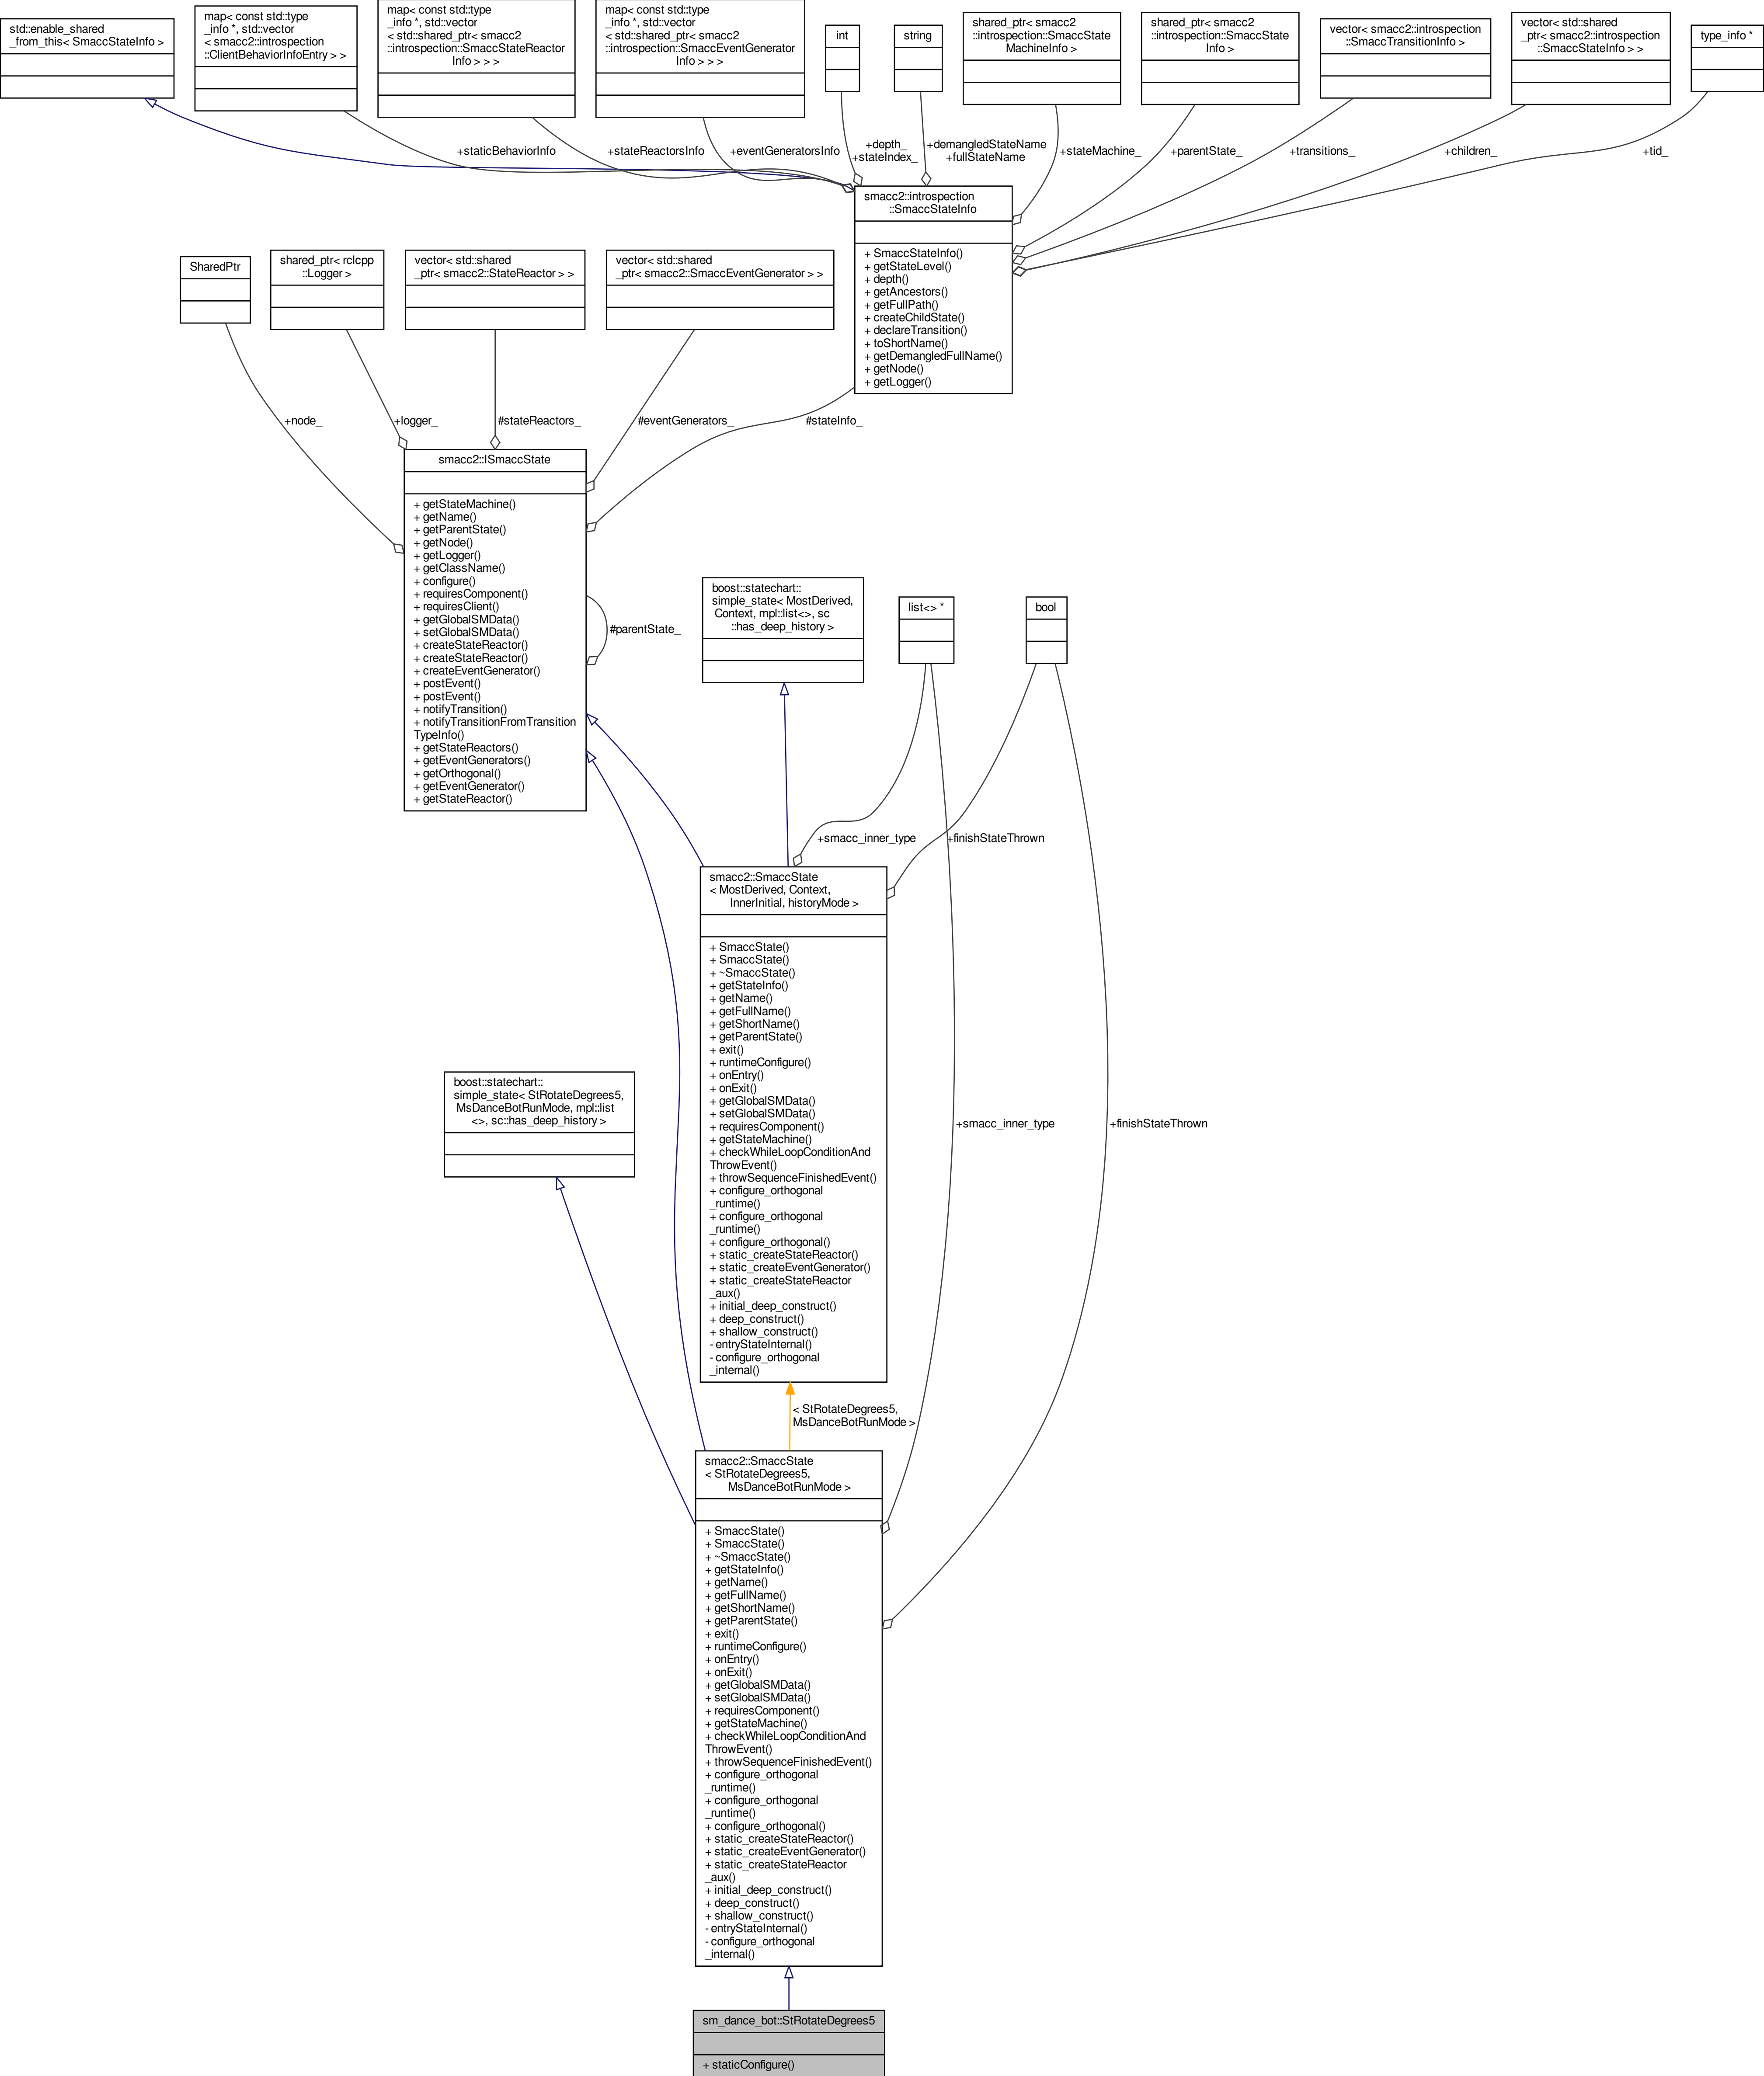 std::enable_shared
_from_this< SmaccStateInfo >
map< const std::type
_info *, std::vector
< smacc2::introspection
::ClientBehaviorInfoEntry > >
map< const std::type
_info *, std::vector
< std::shared_ptr< smacc2
::introspection::SmaccStateReactor
Info > > >
map< const std::type
_info *, std::vector
< std::shared_ptr< smacc2
::introspection::SmaccEventGenerator
Info > > >
int
string
shared_ptr< smacc2
::introspection::SmaccState
MachineInfo >
shared_ptr< smacc2
::introspection::SmaccState
Info >
vector< smacc2::introspection
::SmaccTransitionInfo >
vector< std::shared
_ptr< smacc2::introspection
::SmaccStateInfo > >
type_info *
+staticBehaviorInfo
+stateReactorsInfo
+eventGeneratorsInfo
+depth_
+stateIndex_
+demangledStateName
+fullStateName
+stateMachine_
+parentState_
+transitions_
+children_
+tid_
smacc2::introspection
::SmaccStateInfo
+ SmaccStateInfo()
+ getStateLevel()
+ depth()
+ getAncestors()
+ getFullPath()
+ createChildState()
+ declareTransition()
+ toShortName()
+ getDemangledFullName()
+ getNode()
+ getLogger()
SharedPtr
shared_ptr< rclcpp
::Logger >
vector< std::shared
_ptr< smacc2::StateReactor > >
vector< std::shared
_ptr< smacc2::SmaccEventGenerator > >
+node_
+logger_
#stateReactors_
#eventGenerators_
#stateInfo_
smacc2::ISmaccState
+ getStateMachine()
+ getName()
+ getParentState()
+ getNode()
+ getLogger()
+ getClassName()
+ configure()
+ requiresComponent()
+ requiresClient()
+ getGlobalSMData()
+ setGlobalSMData()
+ createStateReactor()
+ createStateReactor()
+ createEventGenerator()
+ postEvent()
+ postEvent()
+ notifyTransition()
+ notifyTransitionFromTransition
TypeInfo()
+ getStateReactors()
+ getEventGenerators()
+ getOrthogonal()
+ getEventGenerator()
+ getStateReactor()
#parentState_
boost::statechart::
simple_state< MostDerived,
Context, mpl::list<>, sc
::has_deep_history >
list<> *
bool
+smacc_inner_type
+finishStateThrown
smacc2::SmaccState
< MostDerived, Context,
InnerInitial, historyMode >
+ SmaccState()
+ SmaccState()
+ ~SmaccState()
+ getStateInfo()
+ getName()
+ getFullName()
+ getShortName()
+ getParentState()
+ exit()
+ runtimeConfigure()
+ onEntry()
+ onExit()
+ getGlobalSMData()
+ setGlobalSMData()
+ requiresComponent()
+ getStateMachine()
+ checkWhileLoopConditionAnd
ThrowEvent()
+ throwSequenceFinishedEvent()
+ configure_orthogonal
_runtime()
+ configure_orthogonal
_runtime()
+ configure_orthogonal()
+ static_createStateReactor()
+ static_createEventGenerator()
+ static_createStateReactor
_aux()
+ initial_deep_construct()
+ deep_construct()
+ shallow_construct()
- entryStateInternal()
- configure_orthogonal
_internal()
boost::statechart::
simple_state< StRotateDegrees5,
MsDanceBotRunMode, mpl::list
<>, sc::has_deep_history >
+smacc_inner_type
+finishStateThrown
< StRotateDegrees5,
MsDanceBotRunMode >
smacc2::SmaccState
< StRotateDegrees5,
MsDanceBotRunMode >
+ SmaccState()
+ SmaccState()
+ ~SmaccState()
+ getStateInfo()
+ getName()
+ getFullName()
+ getShortName()
+ getParentState()
+ exit()
+ runtimeConfigure()
+ onEntry()
+ onExit()
+ getGlobalSMData()
+ setGlobalSMData()
+ requiresComponent()
+ getStateMachine()
+ checkWhileLoopConditionAnd
ThrowEvent()
+ throwSequenceFinishedEvent()
+ configure_orthogonal
_runtime()
+ configure_orthogonal
_runtime()
+ configure_orthogonal()
+ static_createStateReactor()
+ static_createEventGenerator()
+ static_createStateReactor
_aux()
+ initial_deep_construct()
+ deep_construct()
+ shallow_construct()
- entryStateInternal()
- configure_orthogonal
_internal()
sm_dance_bot::StRotateDegrees5
+ staticConfigure()